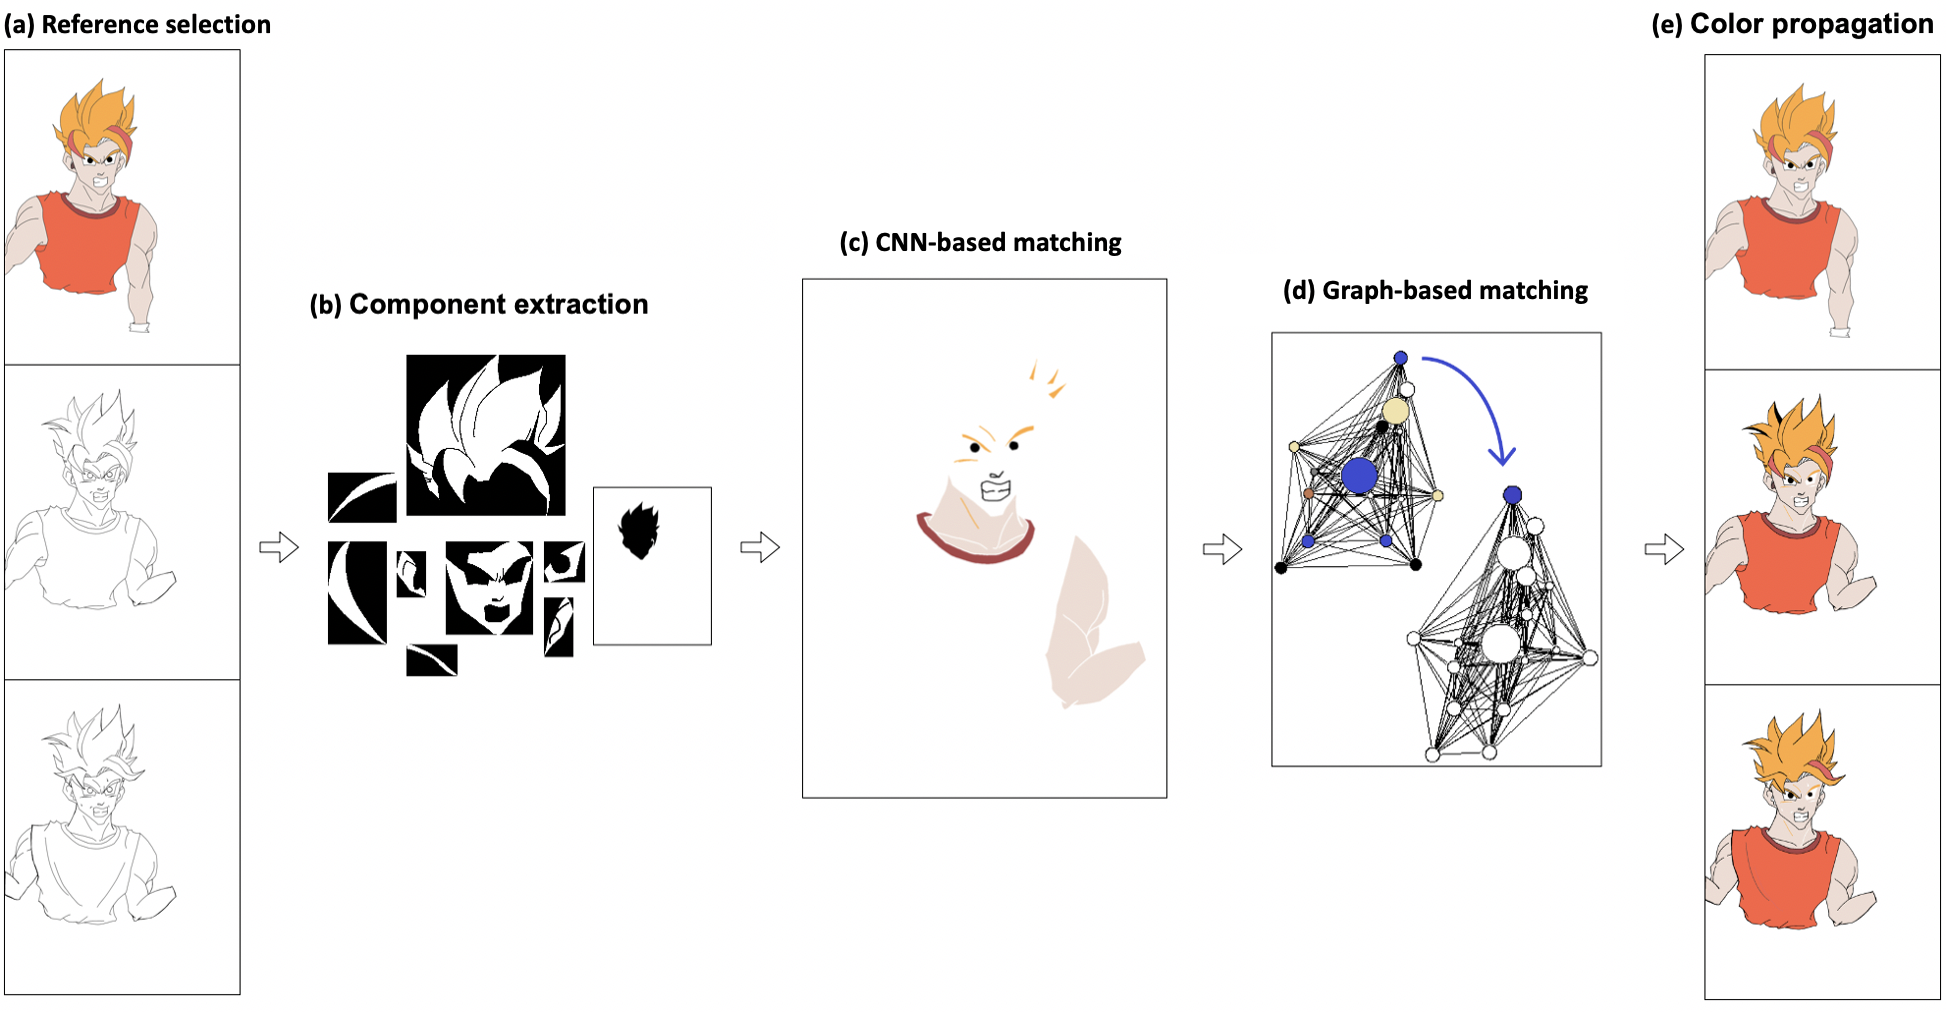 (a) Reference selection
(b) Component extraction
(c) CNN-based matching
(d) Graph-based matching
(e) Color propagation